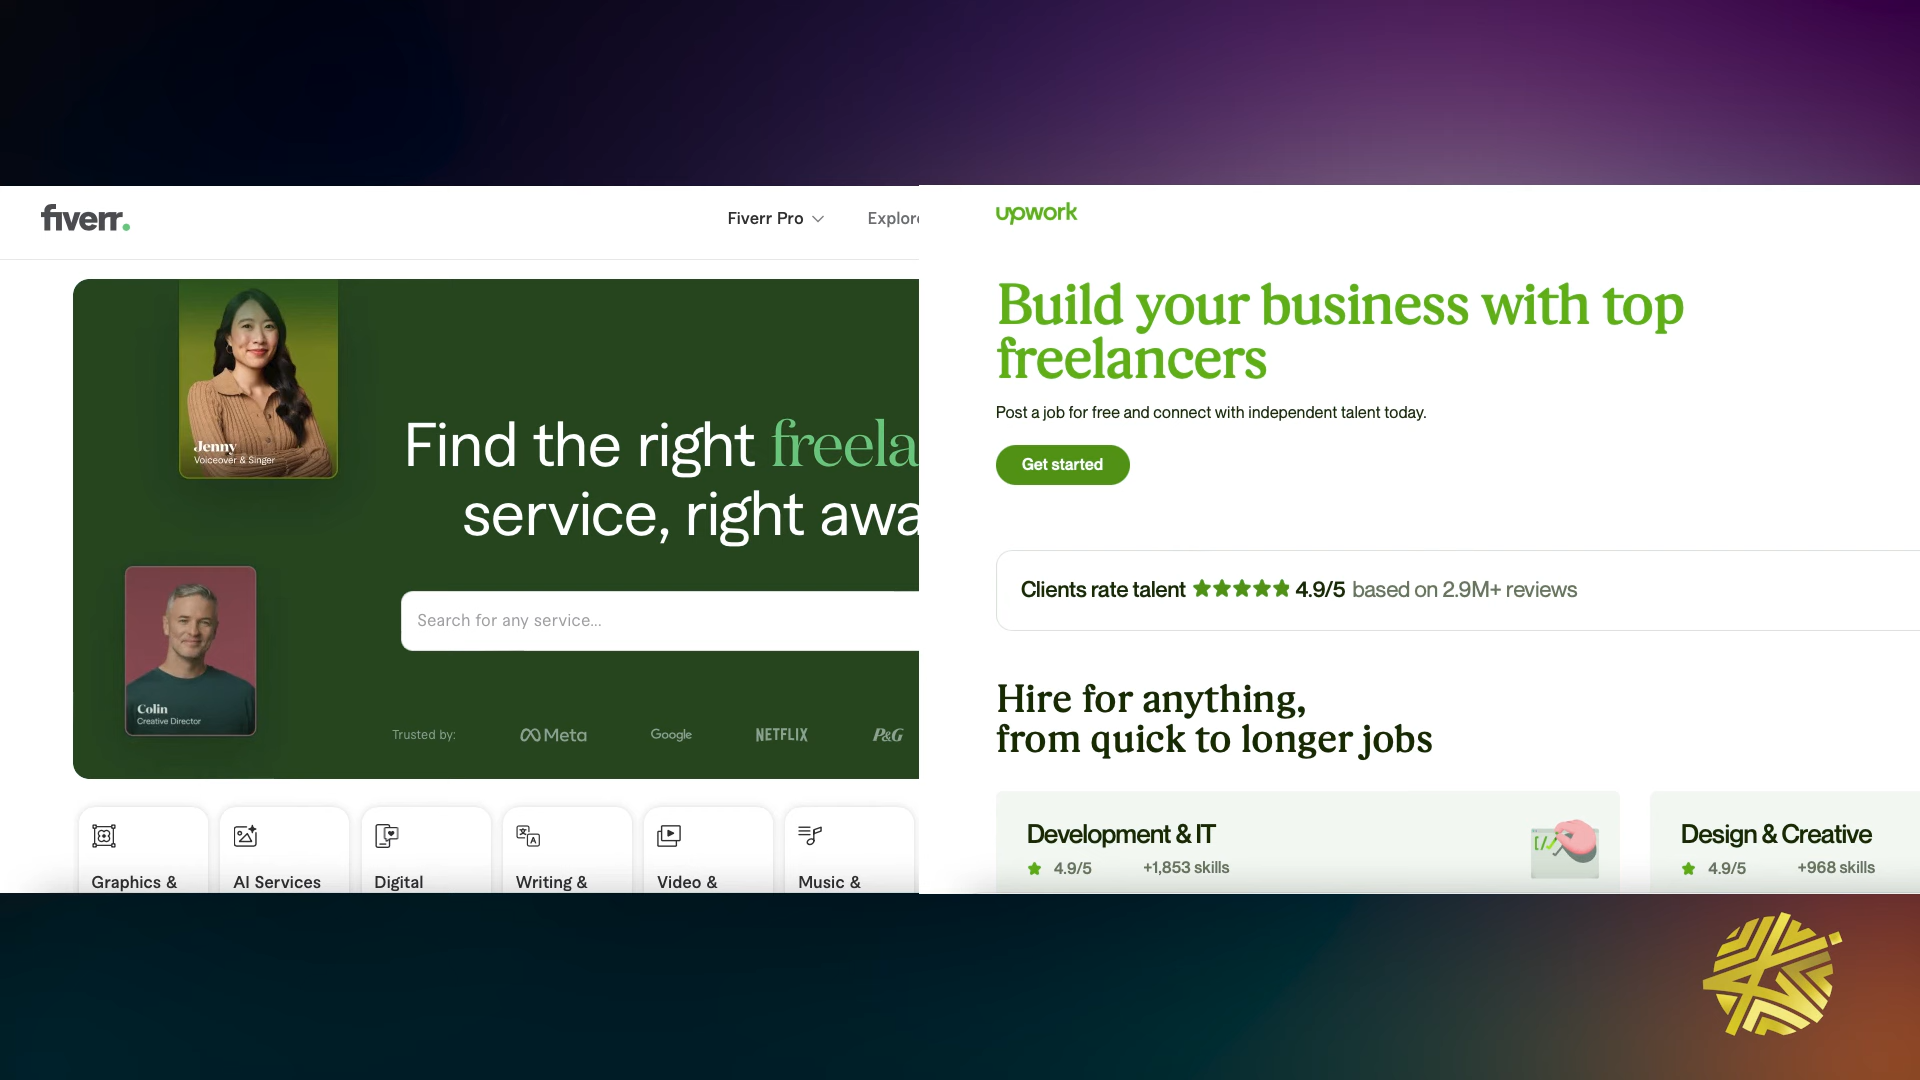 fiverr.
Fiverr Pro
Explore
Jenny
Voiceover & Singer
Find the right freela
service, right awa
Search for any service...
Colin
Creative Director
Trusted by:
Meta
Google
NETFLIX
P&G
Graphics &
AI Services
Digital
Writing &
Video &
Music &
upwork
Build your business with top
freelancers
Post a job for free and connect with independent talent today.
Get started
Clients rate talent 4.9/5 based on 2.9M+ reviews
Hire for anything,
from quick to longer jobs
Development & IT
4.9/5 +1,853 skills
Design & Creative
4.9/5 +968 skills